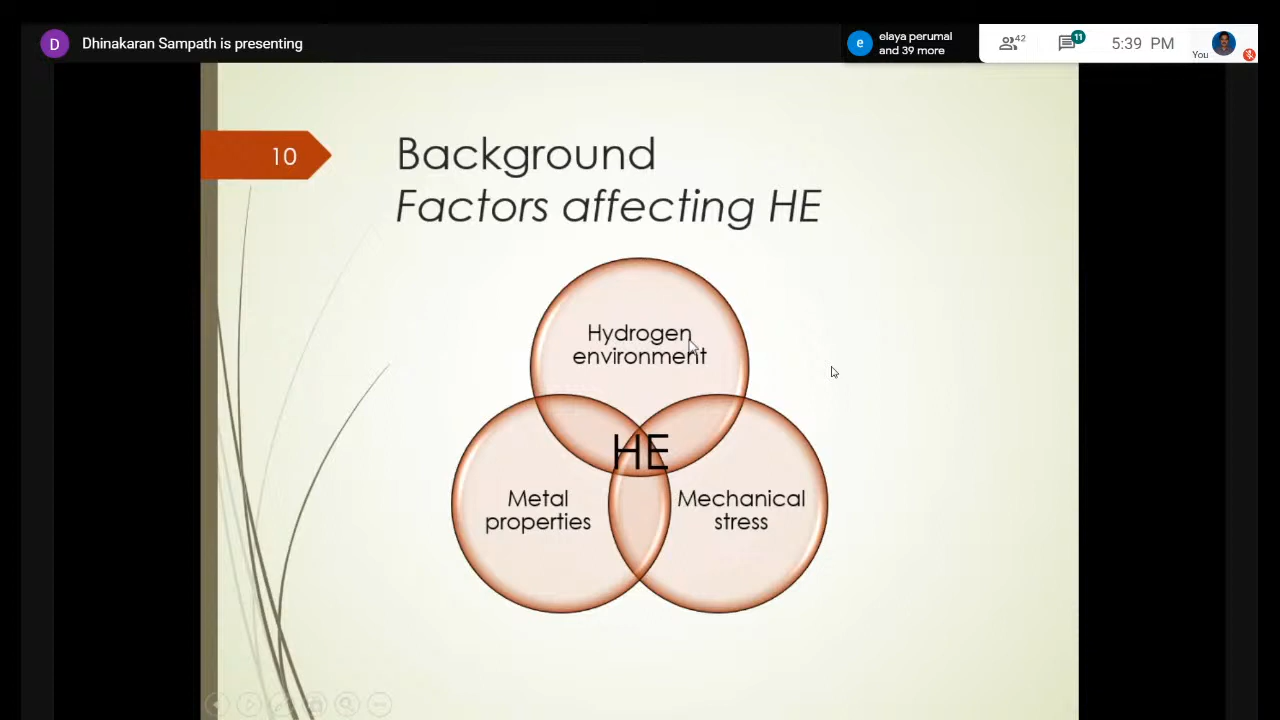 D
Dhinakaran Sampath is presenting
e
elaya perumal
and 39 more
42
11
5:39 PM
You
10
Background
Factors affecting HE
Hydrogen
environment
HE
Metal
properties
Mechanical
stress